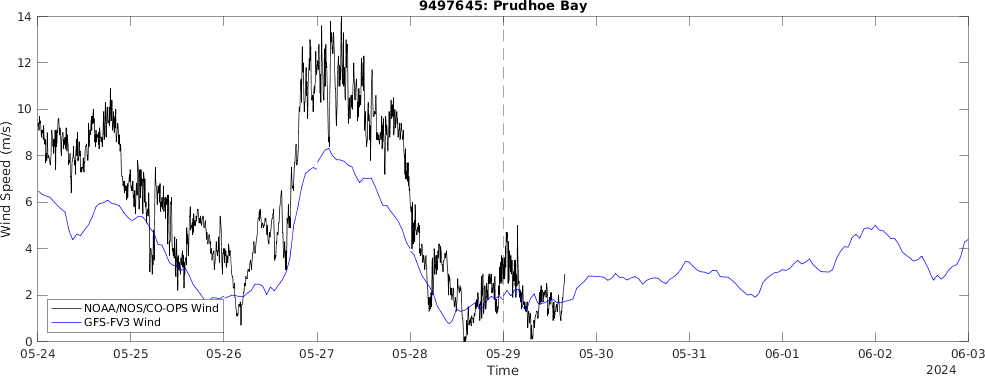 9497645: Prudhoe Bay
14
12
10
8
6
4
2
0
Wind Speed (m/s)
NOAA/NOS/CO-OPS Wind
GFS-FV3 Wind
05-24 05-25 05-26 05-27 05-28 05-29 05-30 05-31 06-01 06-02 06-03
Time
2024